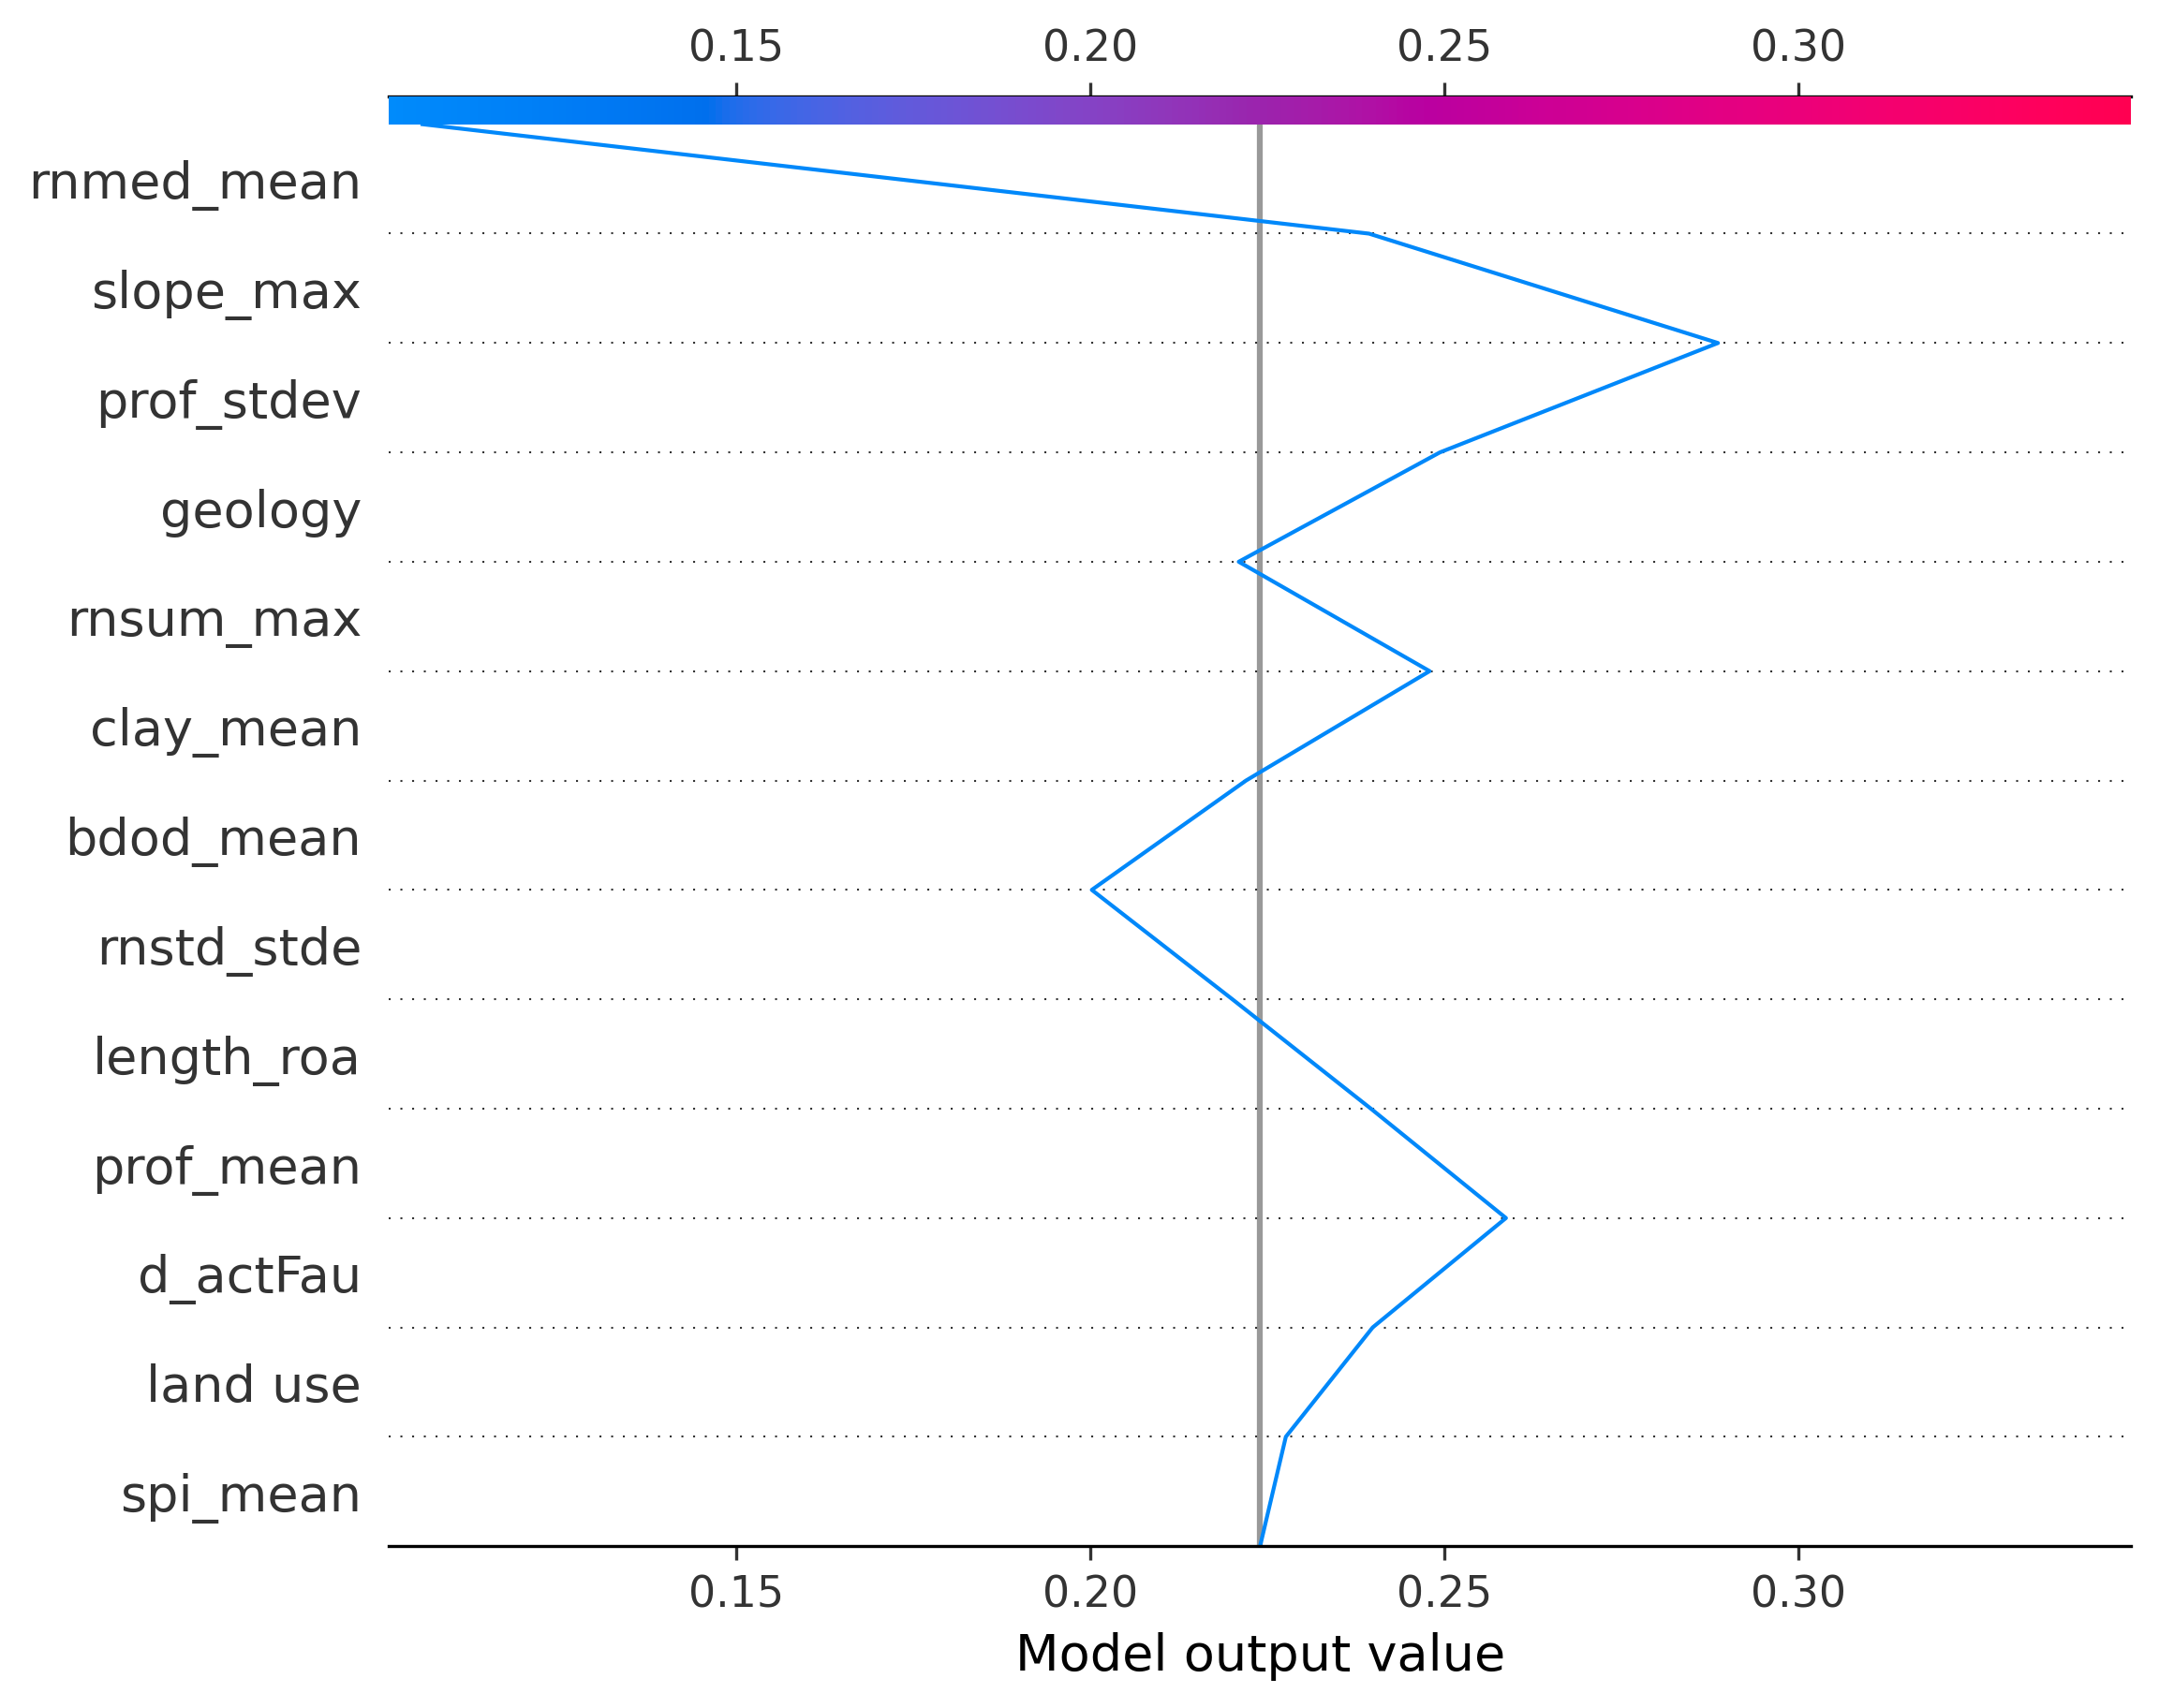 0.15 0.20 0.25 0.30
rnmed_mean
slope_max
prof_stdev
geology
rnsum_max
clay_mean
bdod_mean
rnstd_stde
length_roa
prof_mean
d_actFau
land use
spi_mean
0.15 0.20 0.25 0.30
Model output value